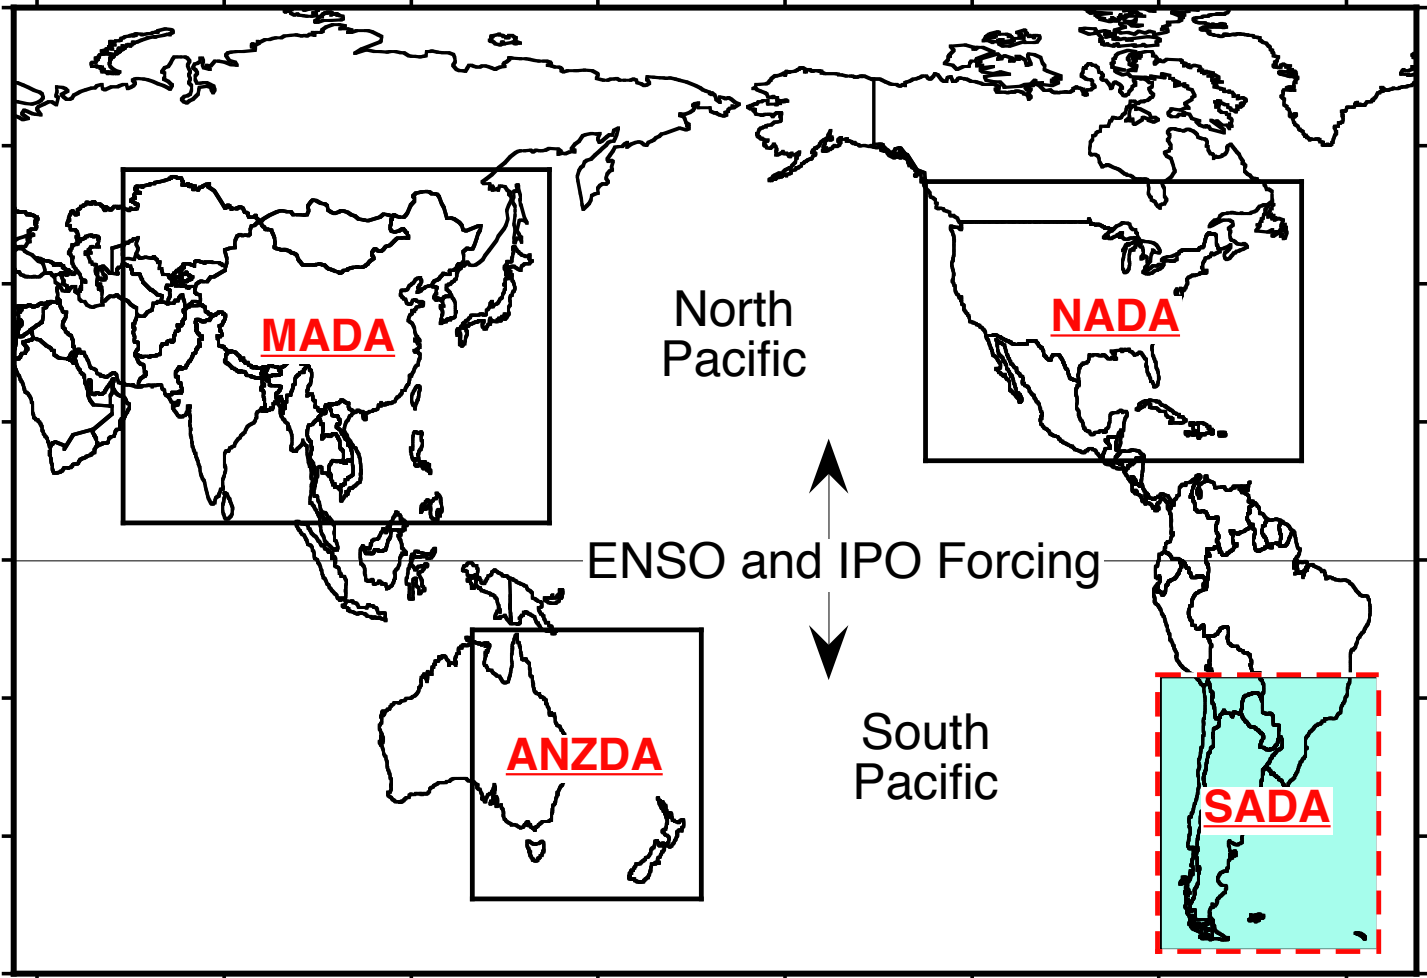 North
Pacific
MADA
NADA
ENSO and IPO Forcing
South
Pacific
ANZDA
SADA